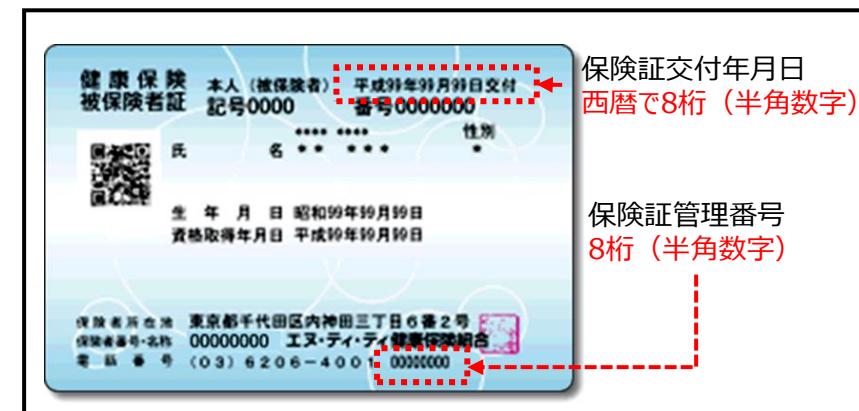 健康保険
被保険者証
本人（被保険者） 平成99年99月99日交付
記号0000 番号0000000
性別
氏 名 ** *** *
生 年 月 日 昭和99年99月99日
資格取得年月日 平成99年99月99日
保険者所在地 東京都千代田区内神田三丁目6番2号
保険者番号・名称 00000000 エヌ・ティ・ティ健康保険組合
電 話 番 号 (03)6206-4001 00000000
保険証交付年月日
西暦で8桁（半角数字）
保険証管理番号
8桁（半角数字）